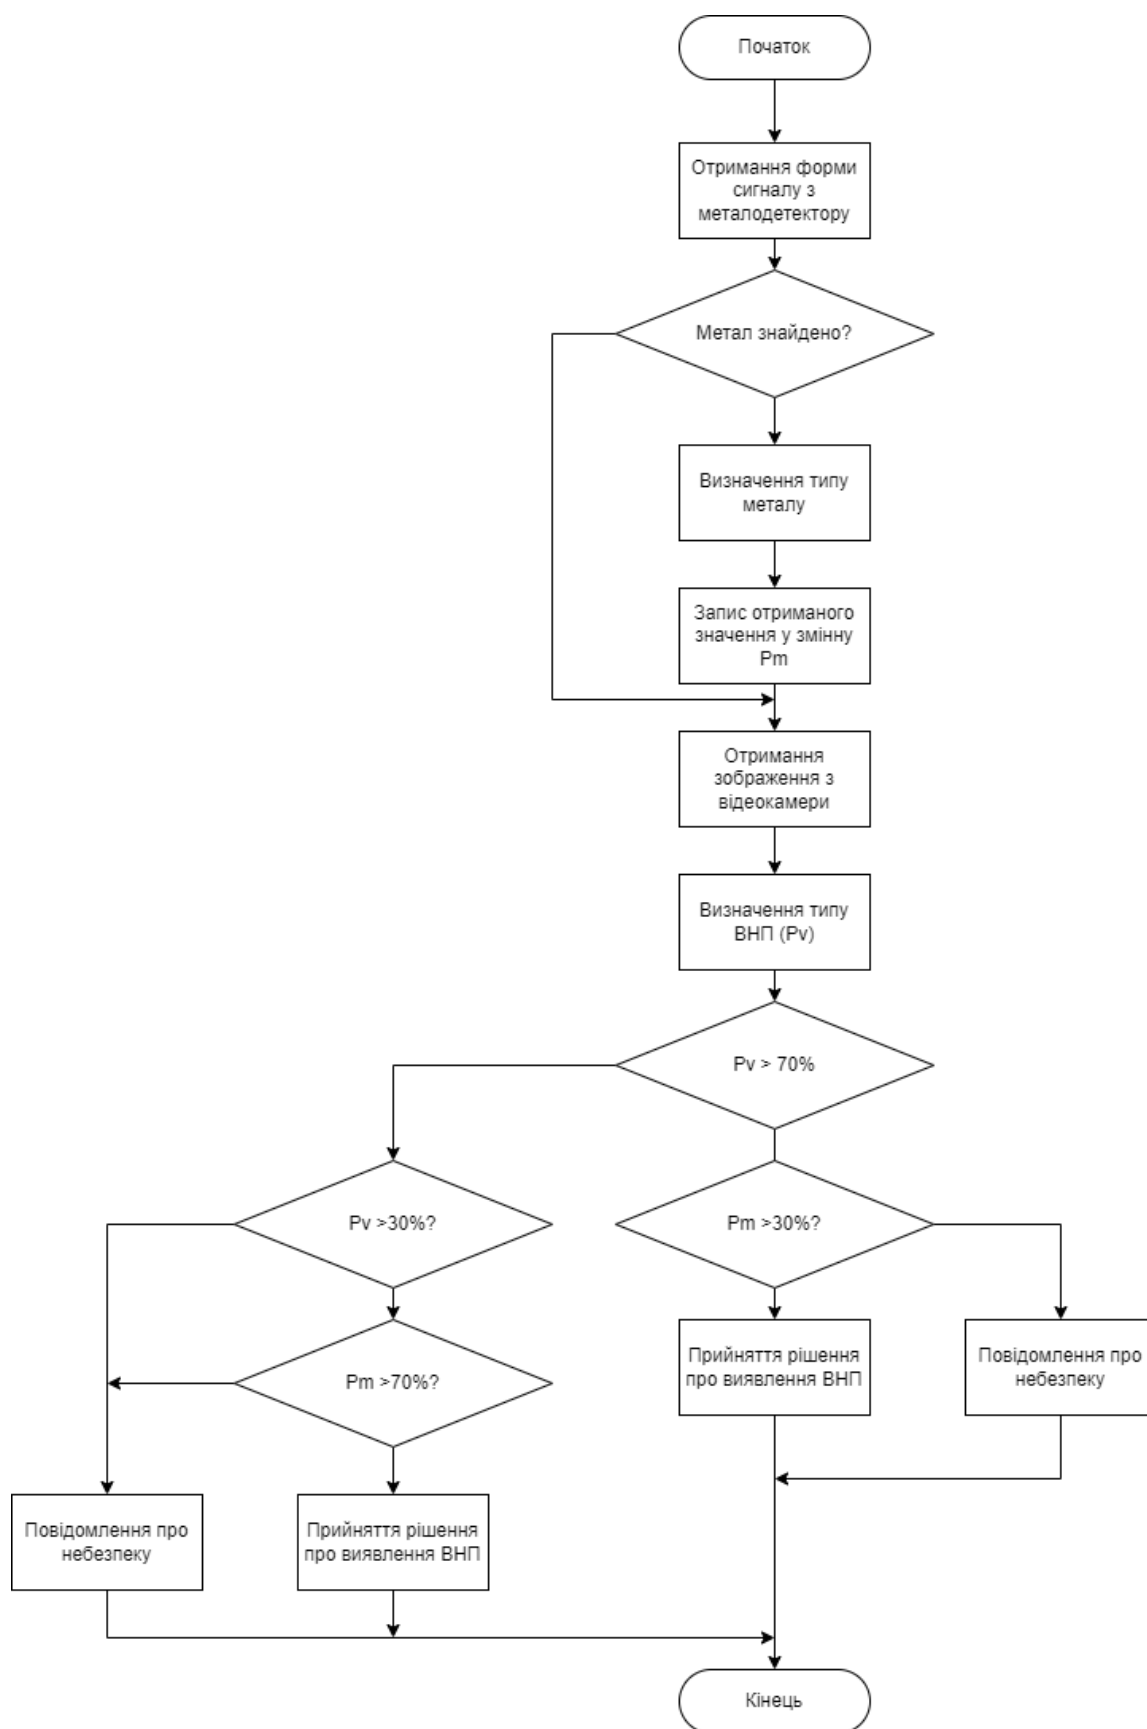 Початок
Отримання форми
сигналу з
металодетектору
Метал знайдено?
Визначення типу
металу
Запис отриманого
значення у змінну
Pm
Отримання
зображення з
відеокамери
Визначення типу
ВНП (Pv)
Pv > 70%
Pv >30%?
Pm >30%?
Pm >70%?
Прийняття рішення
про виявлення ВНП
Повідомлення про
небезпеку
Повідомлення про
небезпеку
Прийняття рішення
про виявлення ВНП
Кінець